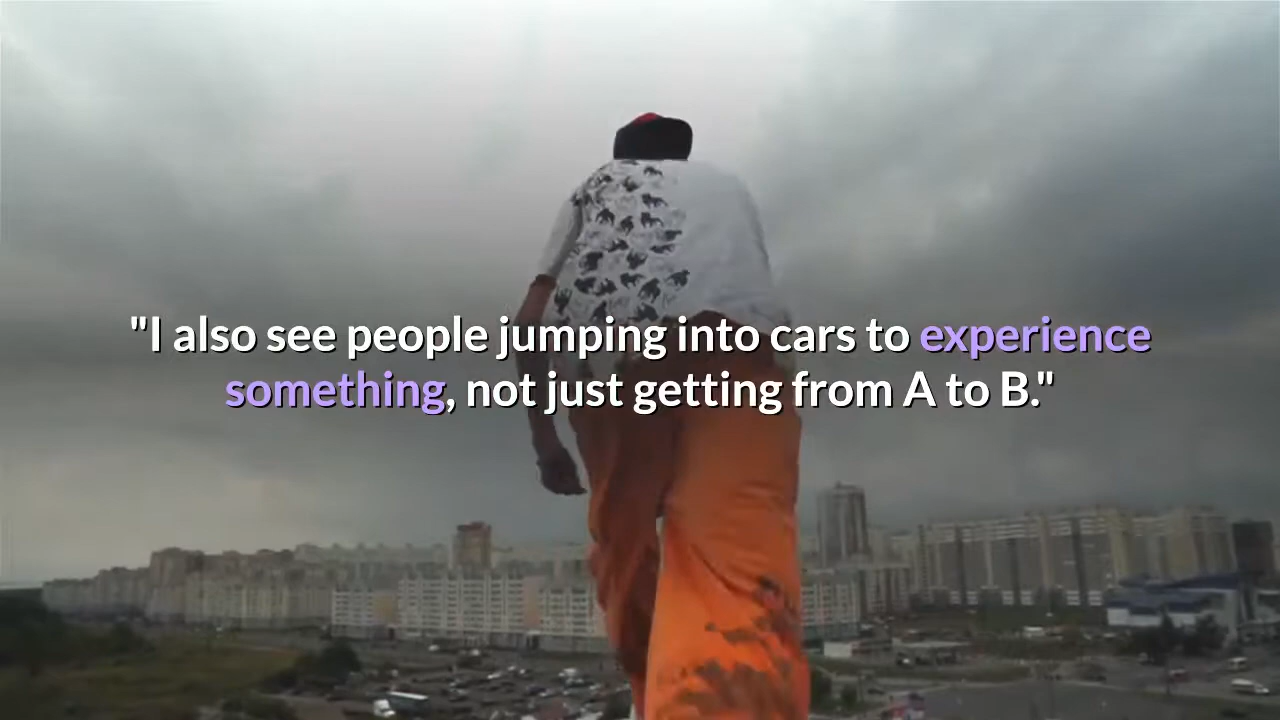 "I also see people jumping into cars to experience
something, not just getting from A to B."